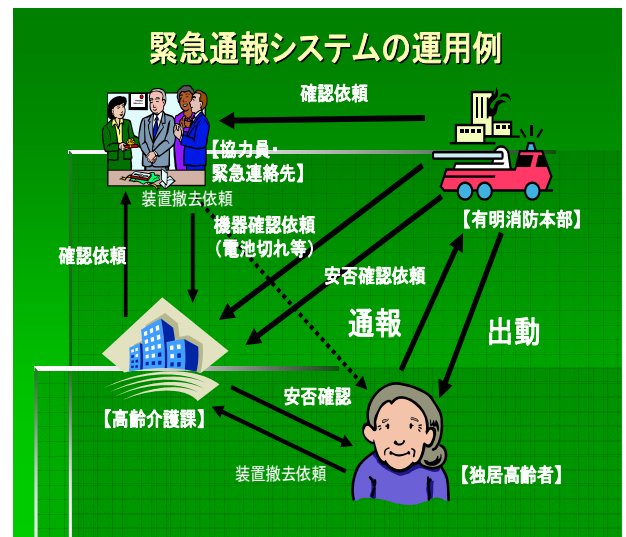 緊急通報システムの運用例
確認依頼
【協力員・
緊急連絡先】
装置撤去依頼
【有明消防本部】
機器確認依頼
（電池切れ等）
確認依頼
安否確認依頼
通報
出動
安否確認
【高齢介護課】
装置撤去依頼
【独居高齢者】